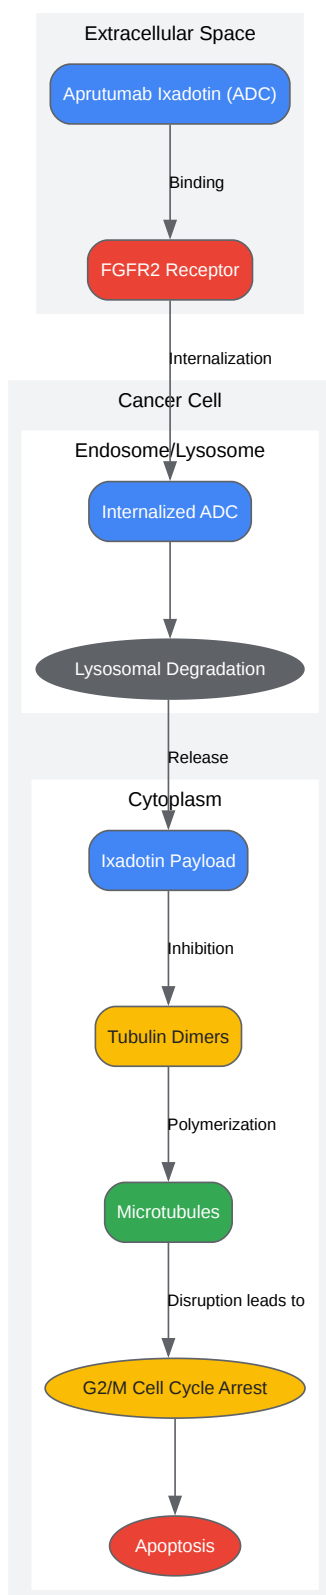 Extracellular Space
Aprutumab Ixadotin (ADC)
Binding
FGFR2 Receptor
Internalization
Cancer Cell
Endosome/Lysosome
Internalized ADC
Lysosomal Degradation
Release
Cytoplasm
Ixadotin Payload
Inhibition
Tubulin Dimers
Polymerization
Microtubules
Disruption leads to
G2/M Cell Cycle Arrest
Apoptosis